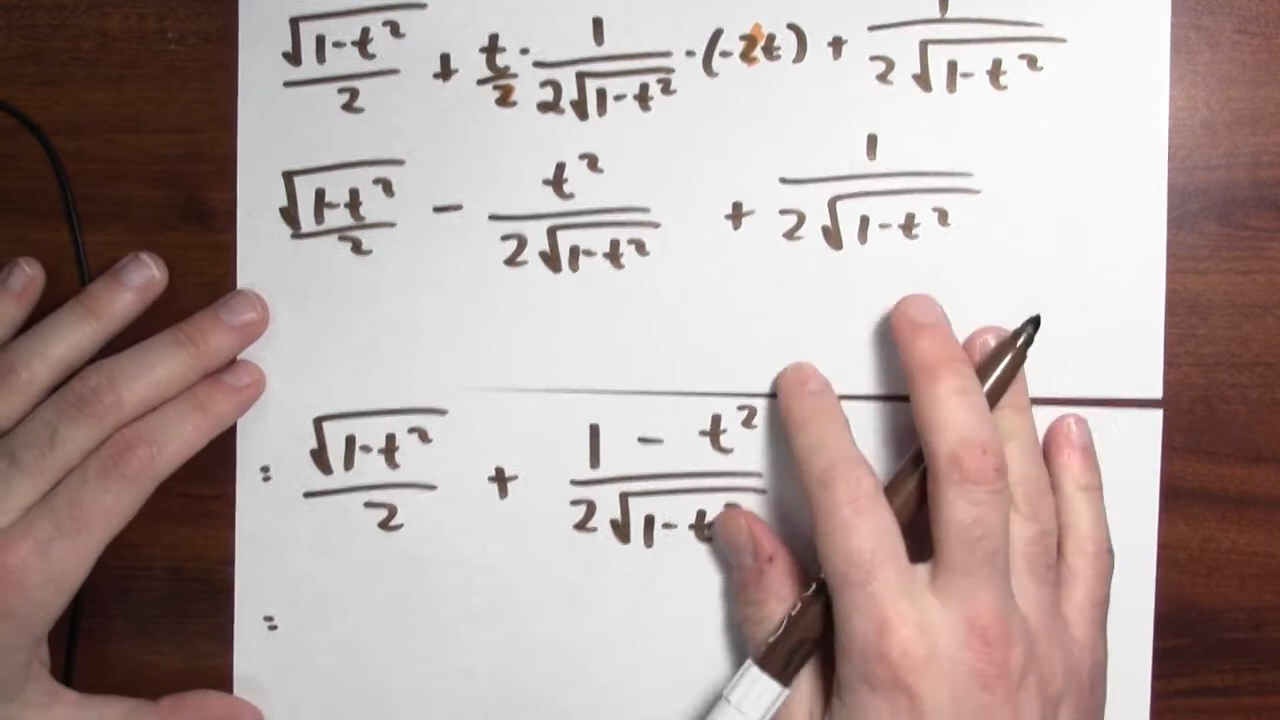 √(1-t²)/2 + t/2 · 1/(2√(1-t²)) · (-2t) + 1/(2√(1-t²))
√(1-t²)/2 - t²/(2√(1-t²)) + 1/(2√(1-t²))
= √(1-t²)/2 + (1 - t²)/(2√(1-t²))
=